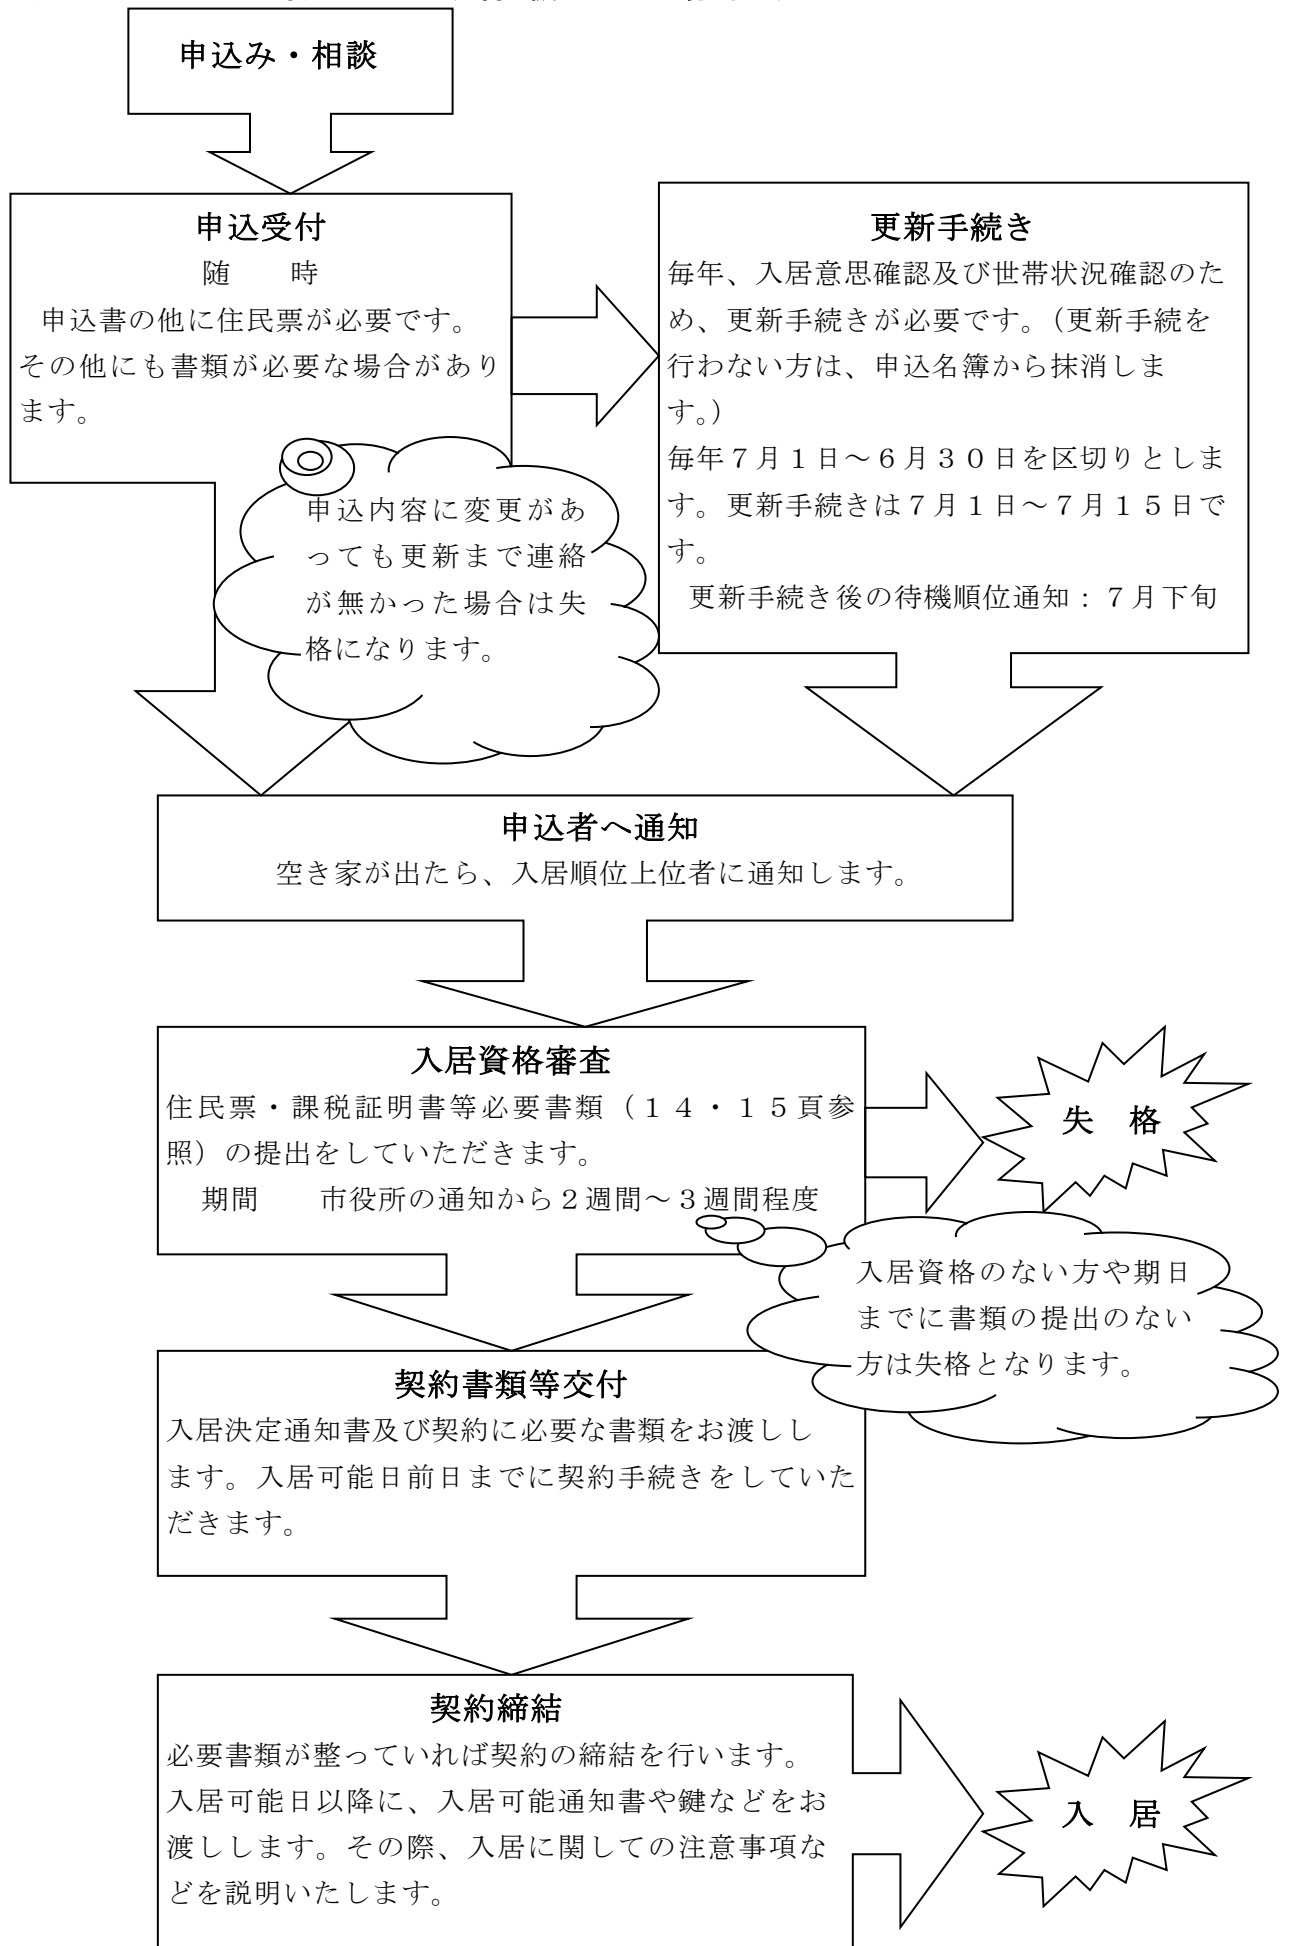 申込み・相談
申込受付
随　　時
申込書の他に住民票が必要です。
その他にも書類が必要な場合があり
ます。
申込内容に変更があ
っても更新まで連絡
が無かった場合は失
格になります。
更新手続き
毎年、入居意思確認及び世帯状況確認のた
め、更新手続きが必要です。（更新手続を
行わない方は、申込名簿から抹消しま
す。）
毎年７月１日～６月３０日を区切りとしま
す。更新手続きは７月１日～７月１５日で
す。
更新手続き後の待機順位通知：７月下旬
申込者へ通知
空き家が出たら、入居順位上位者に通知します。
入居資格審査
住民票・課税証明書等必要書類（１４・１５頁参
照）の提出をしていただきます。
期間　　市役所の通知から２週間～３週間程度
失　格
入居資格のない方や期日
までに書類の提出のない
方は失格となります。
契約書類等交付
入居決定通知書及び契約に必要な書類をお渡しし
ます。入居可能日前日までに契約手続きをしていた
だきます。
契約締結
必要書類が整っていれば契約の締結を行います。
入居可能日以降に、入居可能通知書や鍵などをお
渡しします。その際、入居に関しての注意事項な
どを説明いたします。
入　居